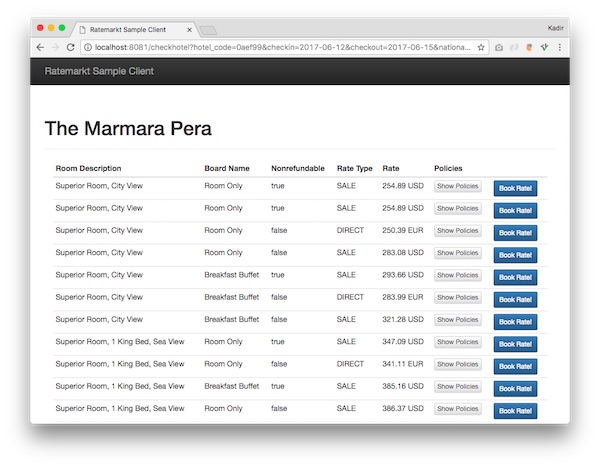 Ratemarkt Sample Client
Kadir
localhost:8081/checkhotel?hotel_code=0aef99&checkin=2017-06-12&checkout=2017-06-15&nationa...
Ratemarkt Sample Client
The Marmara Pera
Room Description Board Name Nonrefundable Rate Type Rate Policies
Superior Room, City View Room Only true SALE 254.89 USD Show Policies Book Rate!
Superior Room, City View Room Only true SALE 254.89 USD Show Policies Book Rate!
Superior Room, City View Room Only false DIRECT 250.39 EUR Show Policies Book Rate!
Superior Room, City View Room Only false SALE 283.08 USD Show Policies Book Rate!
Superior Room, City View Breakfast Buffet true SALE 293.66 USD Show Policies Book Rate!
Superior Room, City View Breakfast Buffet false DIRECT 283.99 EUR Show Policies Book Rate!
Superior Room, City View Breakfast Buffet false SALE 321.28 USD Show Policies Book Rate!
Superior Room, 1 King Bed, Sea View Room Only true SALE 347.09 USD Show Policies Book Rate!
Superior Room, 1 King Bed, Sea View Room Only false DIRECT 341.11 EUR Show Policies Book Rate!
Superior Room, 1 King Bed, Sea View Breakfast Buffet true SALE 385.16 USD Show Policies Book Rate!
Superior Room, 1 King Bed, Sea View Room Only false SALE 386.37 USD Show Policies Book Rate!